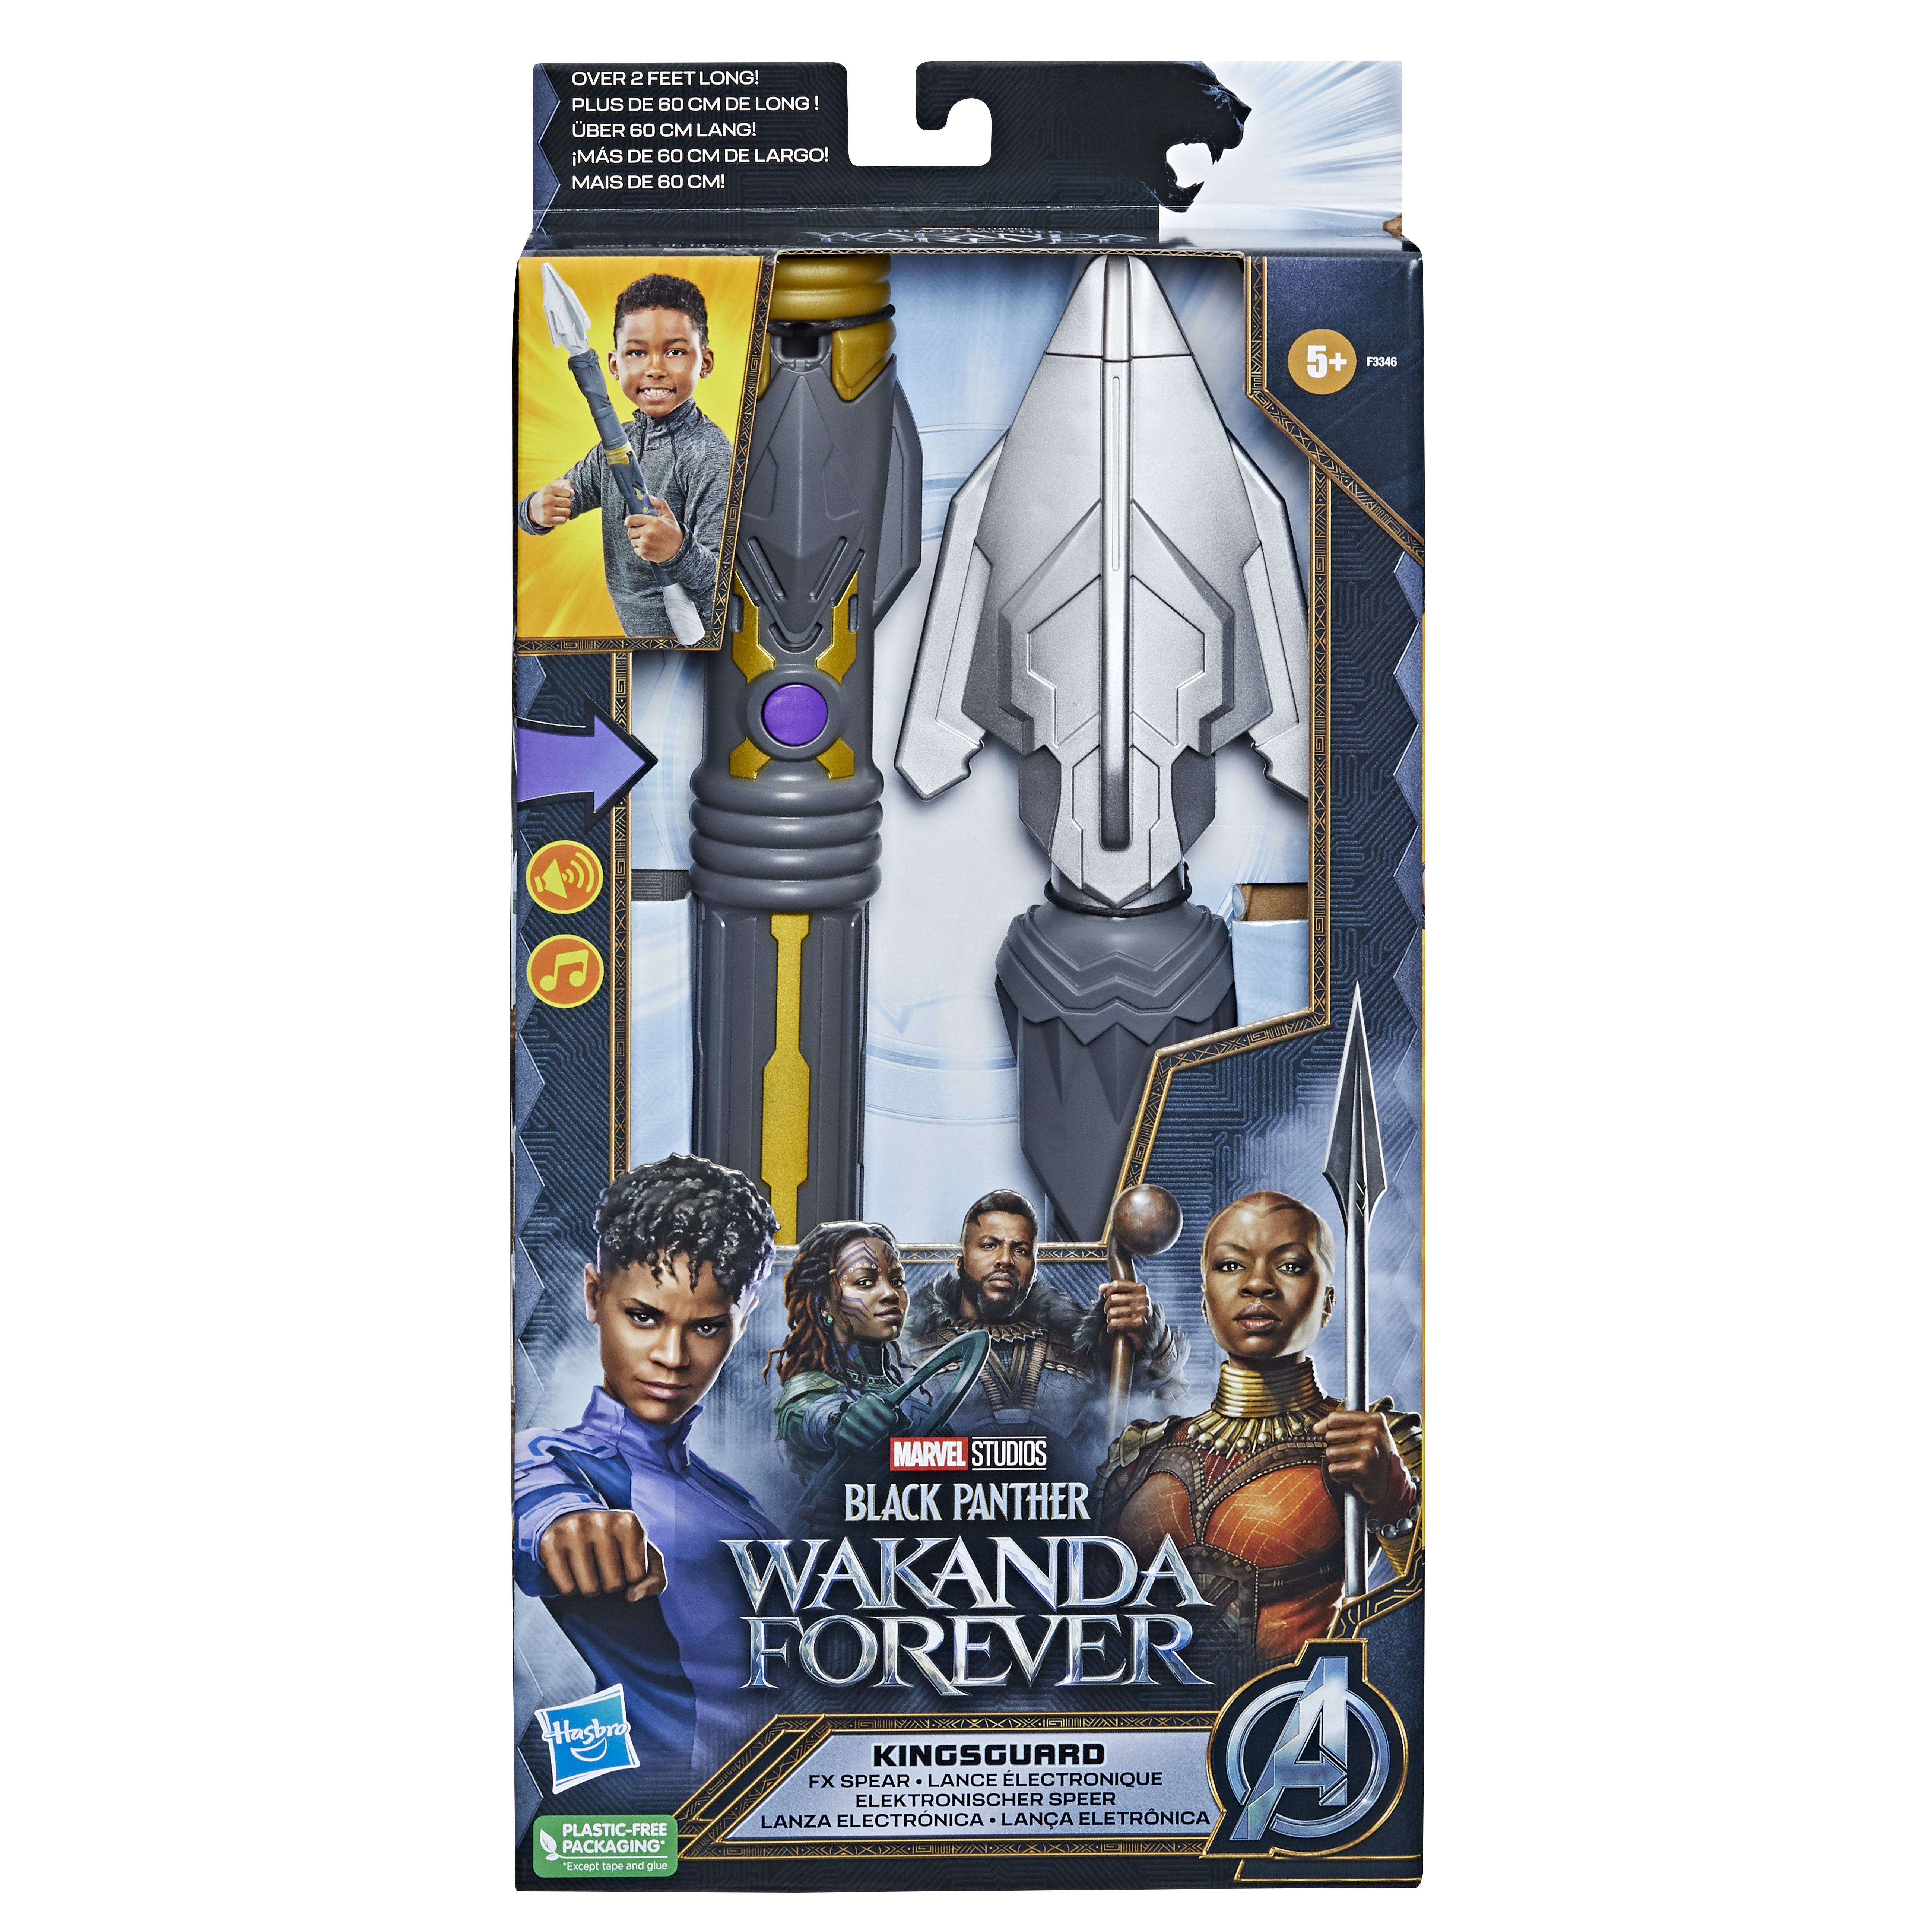 OVER 2 FEET LONG!
PLUS DE 60 CM DE LONG !
ÜBER 60 CM LANG!
¡MÁS DE 60 CM DE LARGO!
MAIS DE 60 CM!
WAKANDA
FOREVER
5+ F3346
MARVEL STUDIOS
BLACK PANTHER
WAKANDA
FOREVER
Hasbro
KINGSGUARD
FX SPEAR • LANCE ÉLECTRONIQUE
ELEKTRONISCHER SPEER
LANZA ELECTRÓNICA • LANÇA ELETRÔNICA
PLASTIC-FREE
PACKAGING*
*Except tape and glue
A